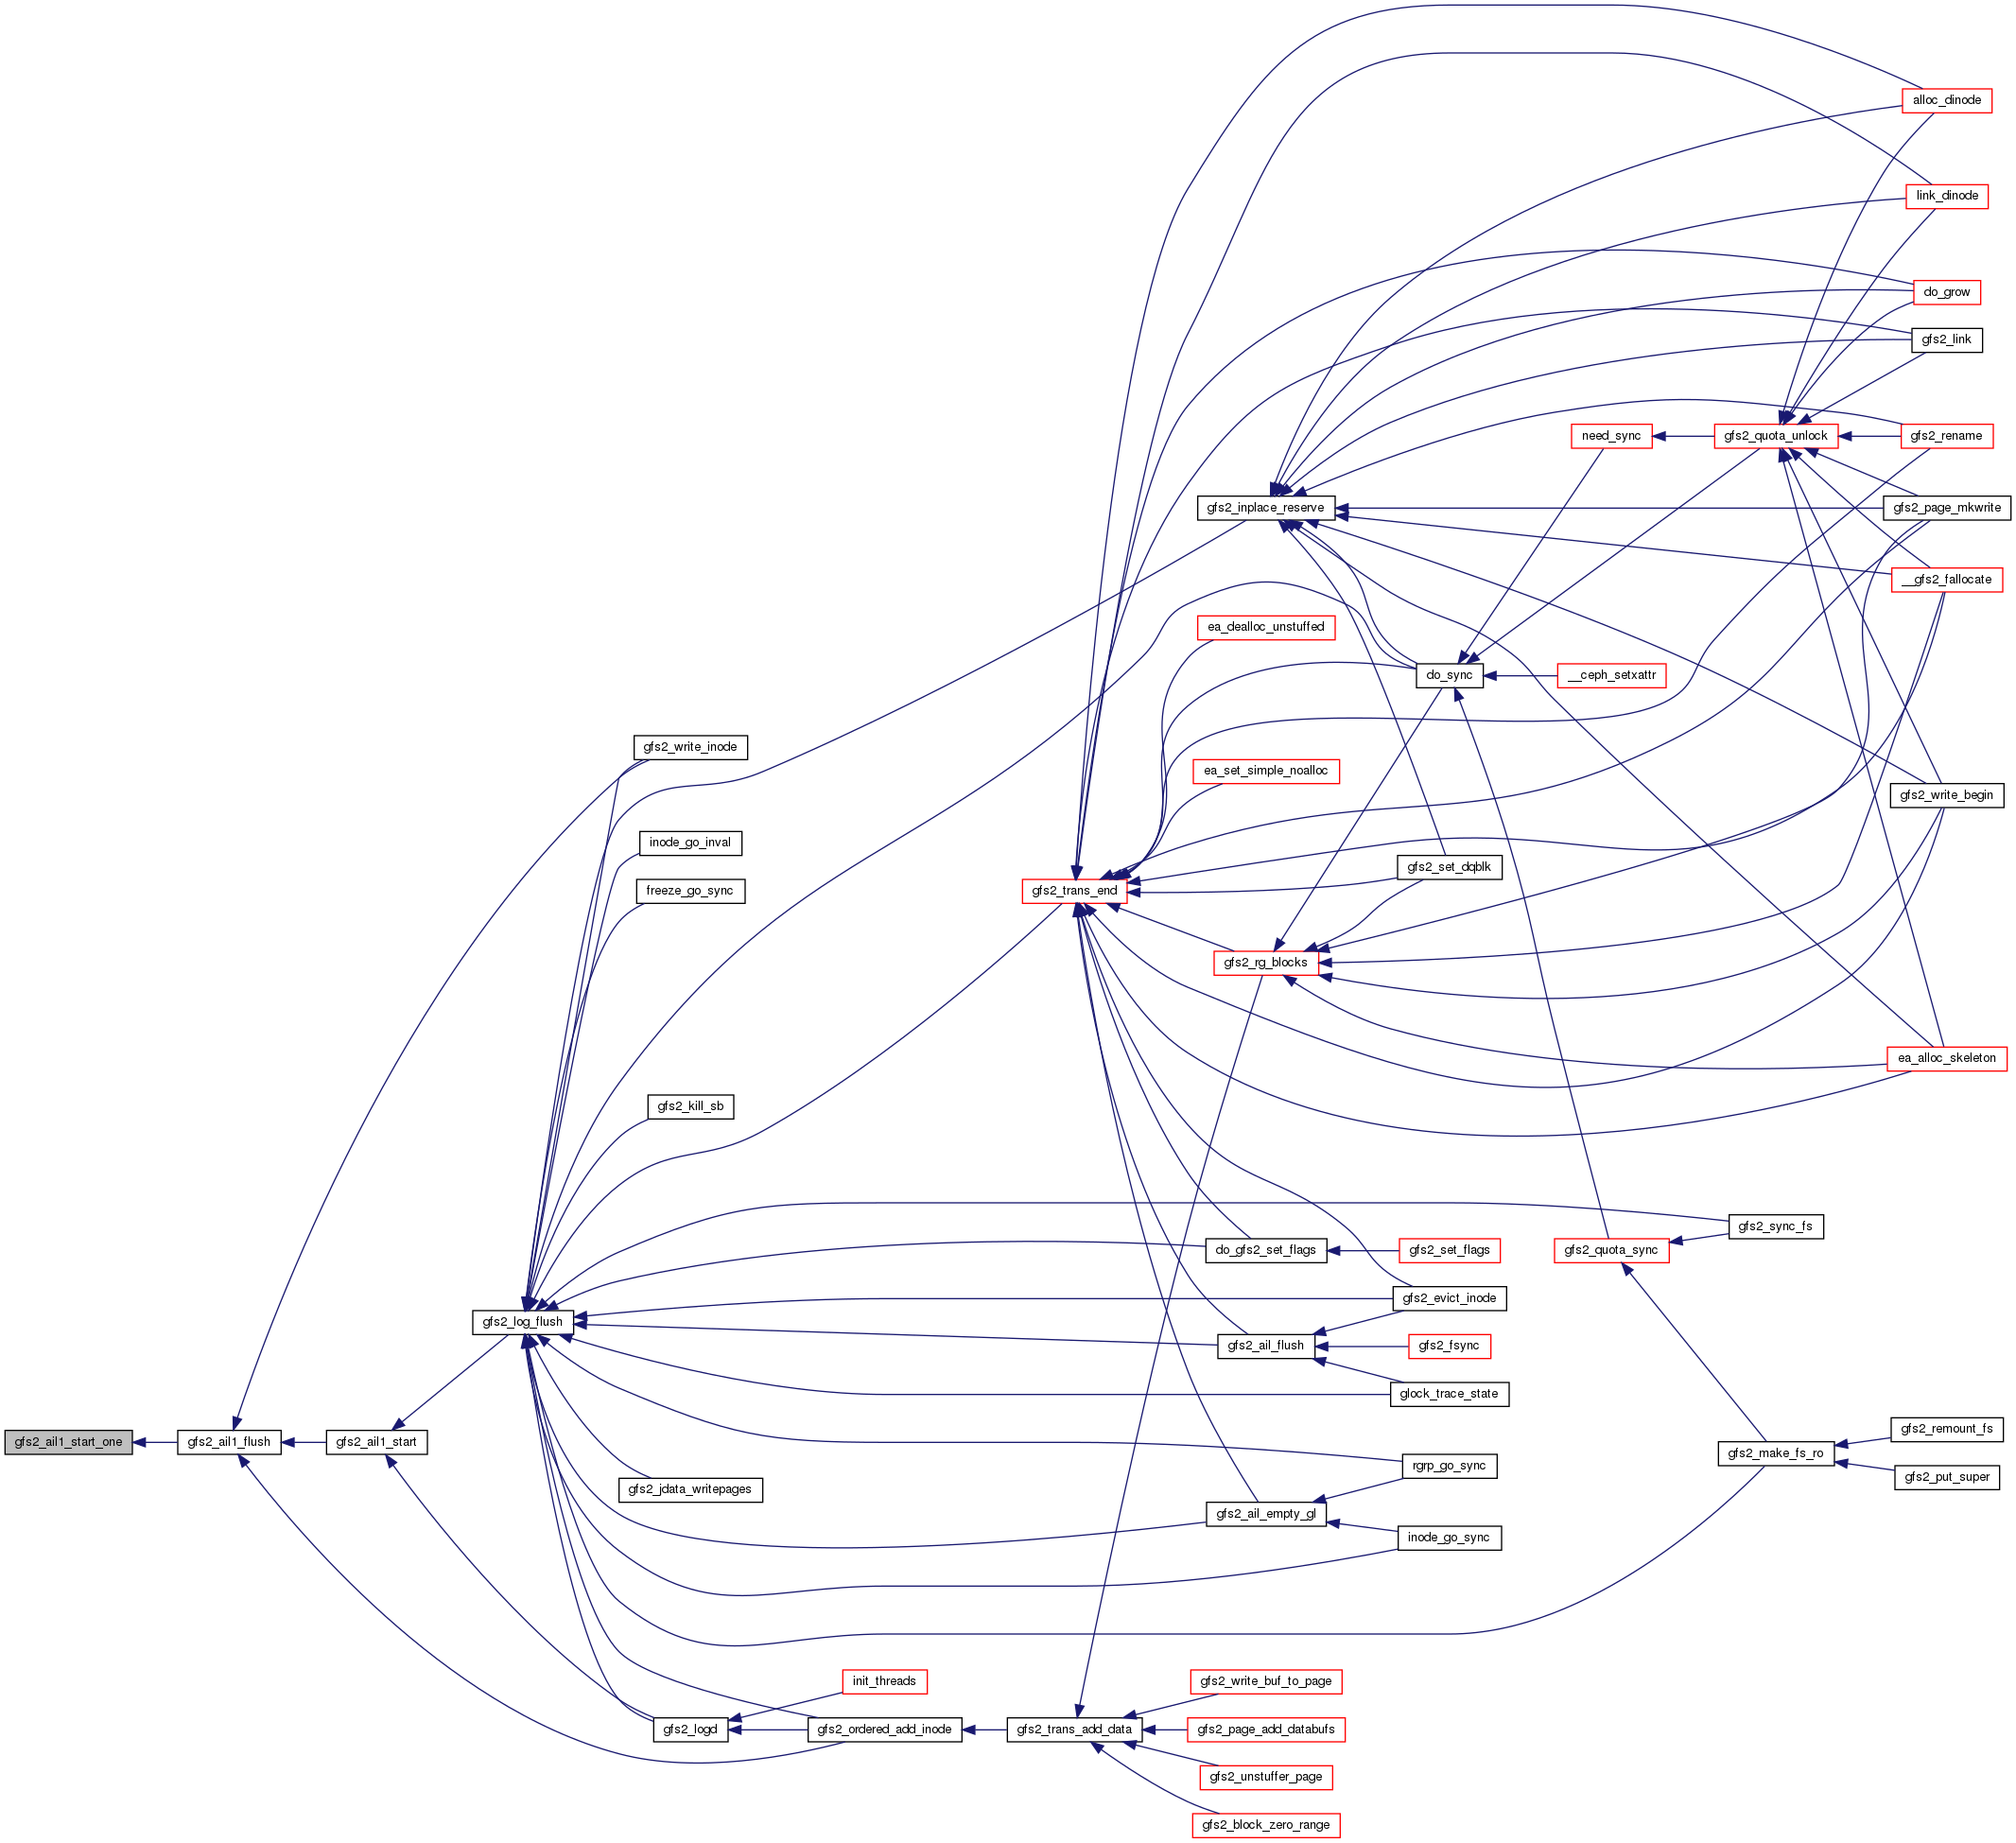 alloc_dinode
link_dinode
do_grow
gfs2_link
need_sync
gfs2_quota_unlock
gfs2_rename
gfs2_inplace_reserve
gfs2_page_mkwrite
__gfs2_fallocate
ea_dealloc_unstuffed
do_sync
__ceph_setxattr
gfs2_write_inode
ea_set_simple_noalloc
gfs2_write_begin
inode_go_inval
gfs2_set_dqblk
freeze_go_sync
gfs2_trans_end
gfs2_rg_blocks
ea_alloc_skeleton
gfs2_kill_sb
gfs2_sync_fs
do_gfs2_set_flags
gfs2_set_flags
gfs2_quota_sync
gfs2_evict_inode
gfs2_log_flush
gfs2_ail_flush
gfs2_fsync
glock_trace_state
gfs2_remount_fs
gfs2_ail1_start_one
gfs2_ail1_flush
gfs2_ail1_start
gfs2_make_fs_ro
rgrp_go_sync
gfs2_put_super
gfs2_jdata_writepages
gfs2_ail_empty_gl
inode_go_sync
init_threads
gfs2_write_buf_to_page
gfs2_logd
gfs2_ordered_add_inode
gfs2_trans_add_data
gfs2_page_add_databufs
gfs2_unstuffer_page
gfs2_block_zero_range